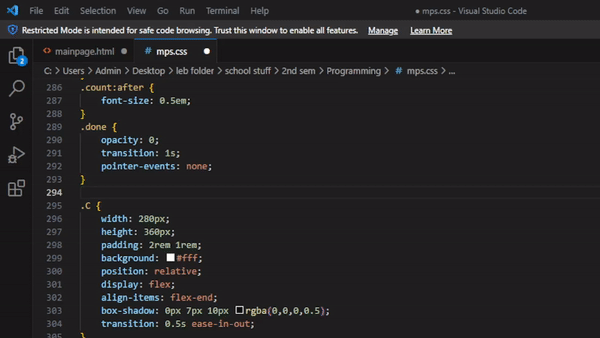 File Edit Selection View Go Run Terminal Help ● mps.css - Visual Studio Code
Restricted Mode is intended for safe code browsing. Trust this window to enable all features. Manage Learn More
<> mainpage.html ● # mps.css ●
C: > Users > Admin > Desktop > leb folder > school stuff > 2nd sem > Programming > # mps.css > ...
2
286 .count:after {
287 font-size: 0.5em;
288 }
289 .done {
290 opacity: 0;
291 transition: 1s;
292 pointer-events: none;
293 }
294
295 .C {
296 width: 280px;
297 height: 360px;
298 padding: 2rem 1rem;
299 background: #fff;
300 position: relative;
301 display: flex;
302 align-items: flex-end;
303 box-shadow: 0px 7px 10px rgba(0,0,0,0.5);
304 transition: 0.5s ease-in-out;
305 }